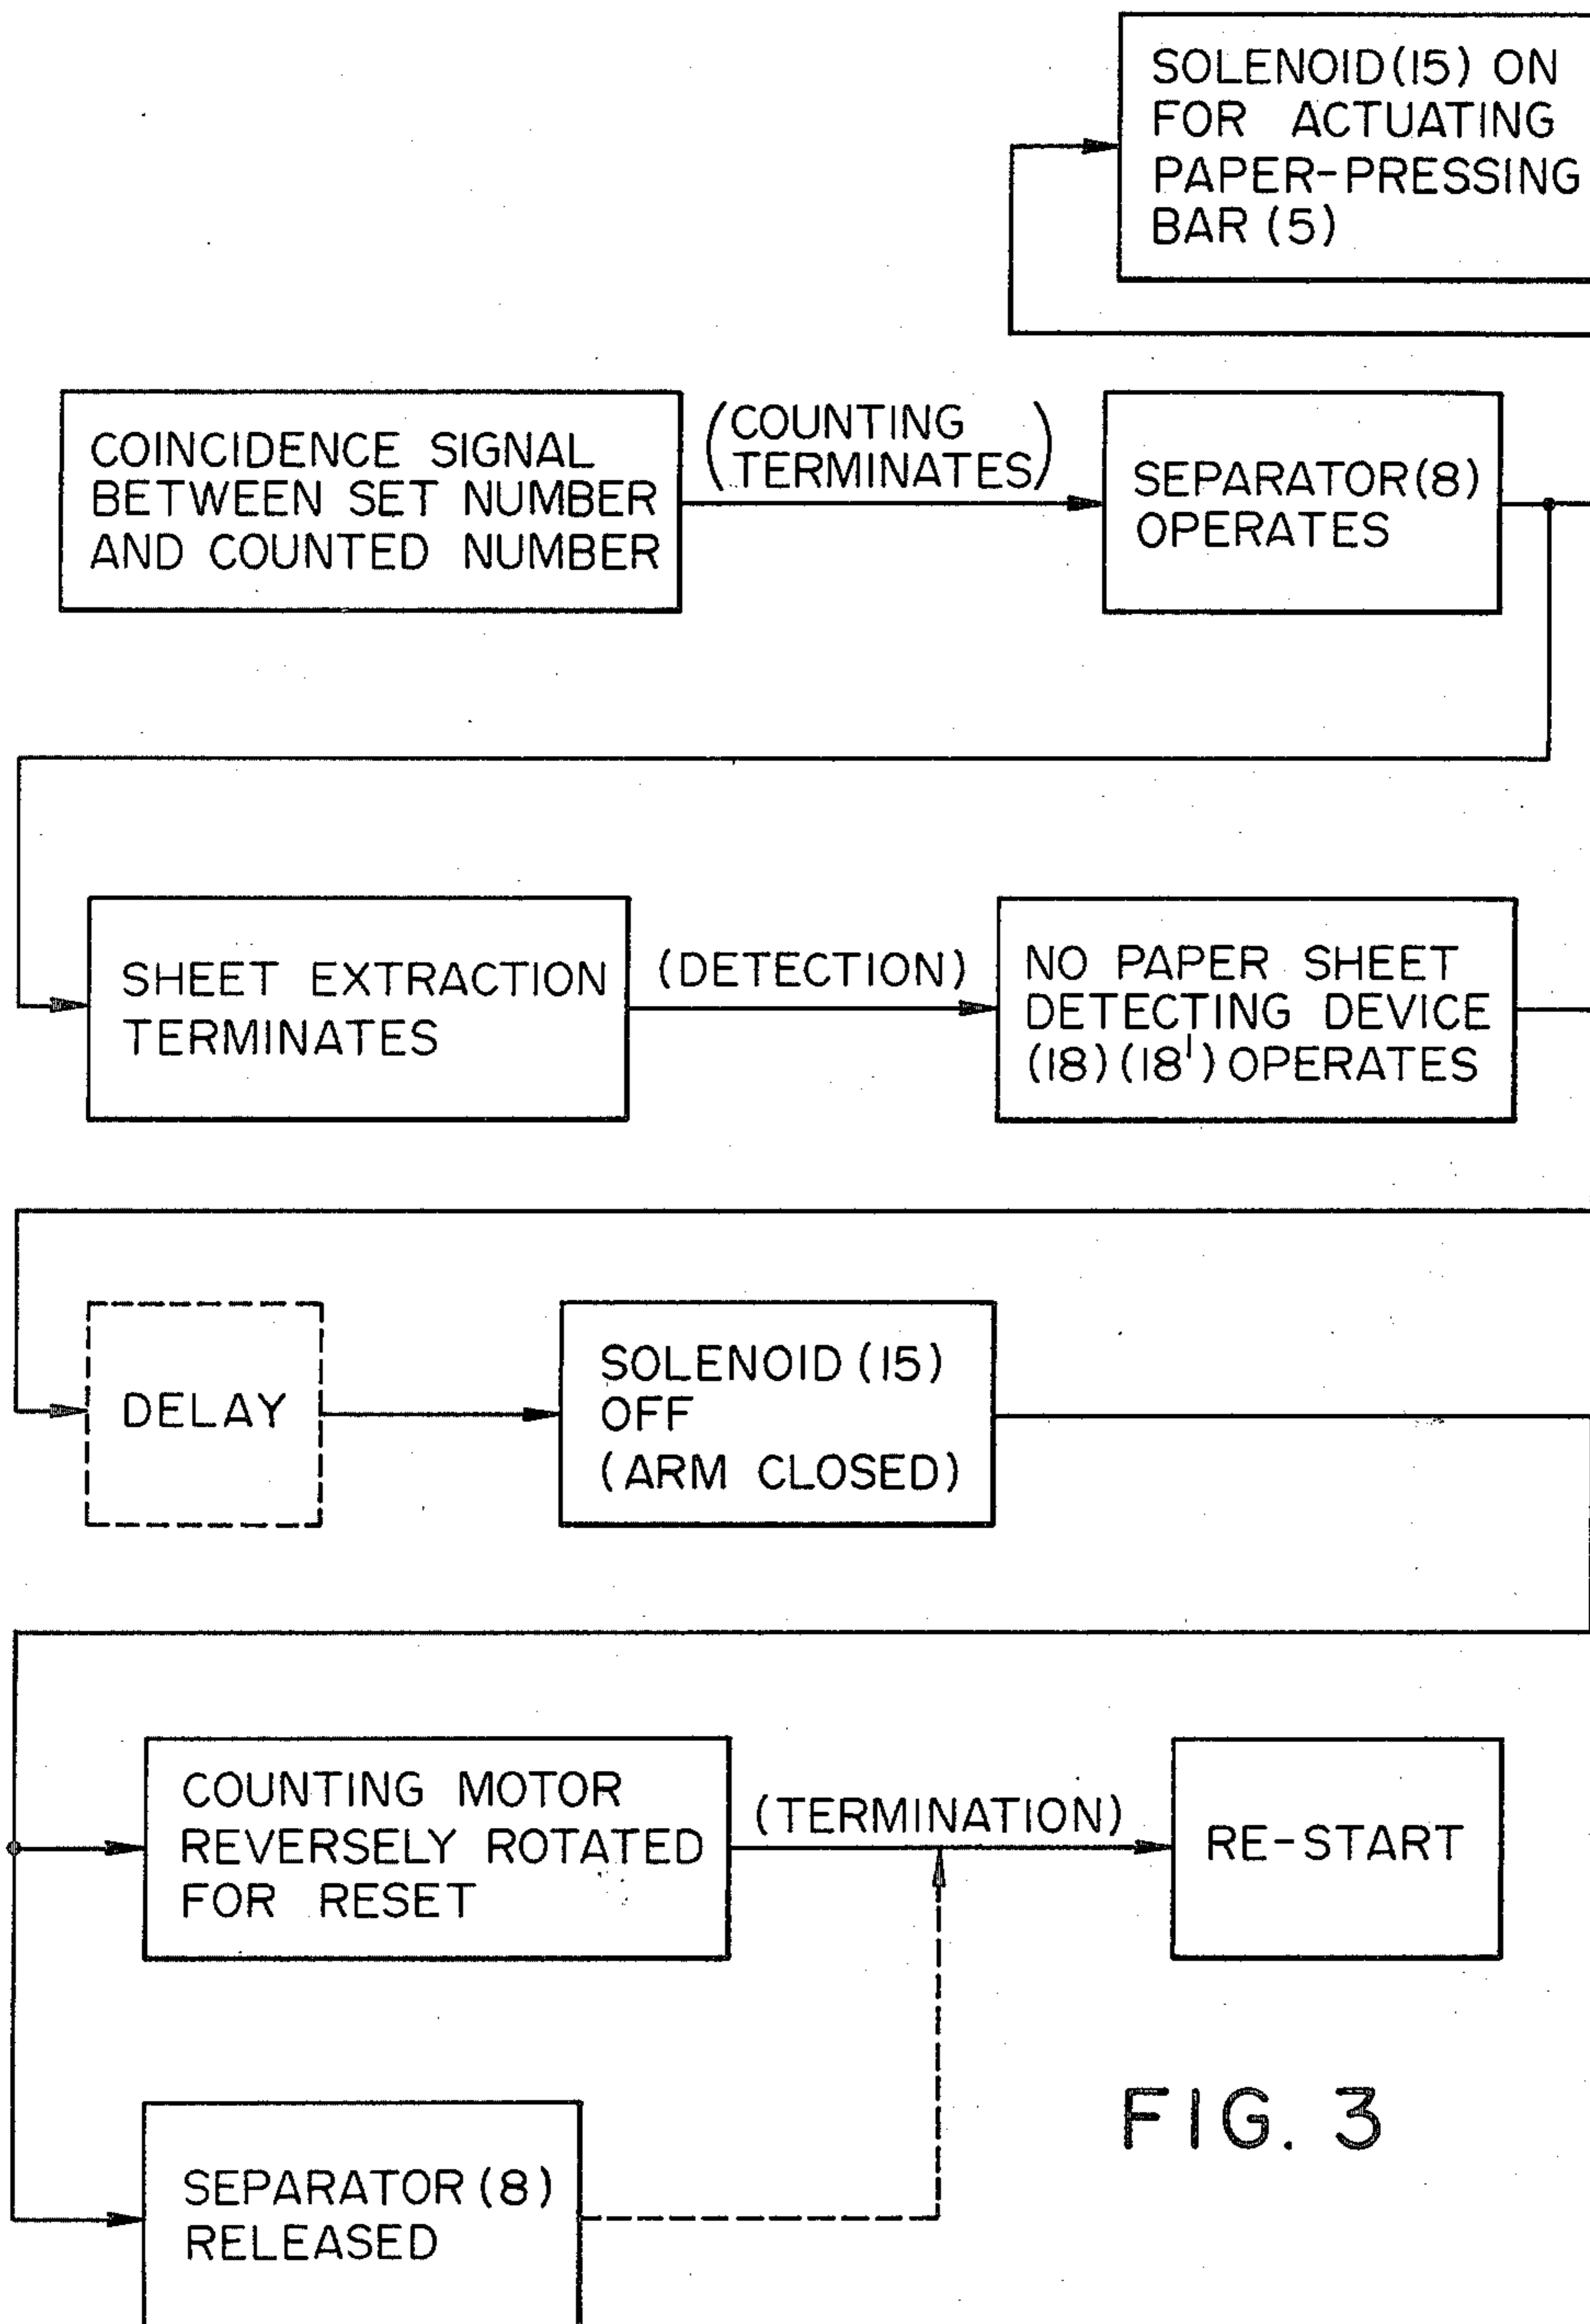 SOLENOID(15) ON
FOR ACTUATING
PAPER-PRESSING
BAR (5)
COINCIDENCE SIGNAL
BETWEEN SET NUMBER
AND COUNTED NUMBER
(COUNTING
TERMINATES)
SEPARATOR(8)
OPERATES
SHEET EXTRACTION
TERMINATES
(DETECTION)
NO PAPER SHEET
DETECTING DEVICE
(18)(18') OPERATES
DELAY
SOLENOID (15)
OFF
(ARM CLOSED)
COUNTING MOTOR
REVERSELY ROTATED
FOR RESET
(TERMINATION)
RE-START
SEPARATOR (8)
RELEASED
FIG. 3